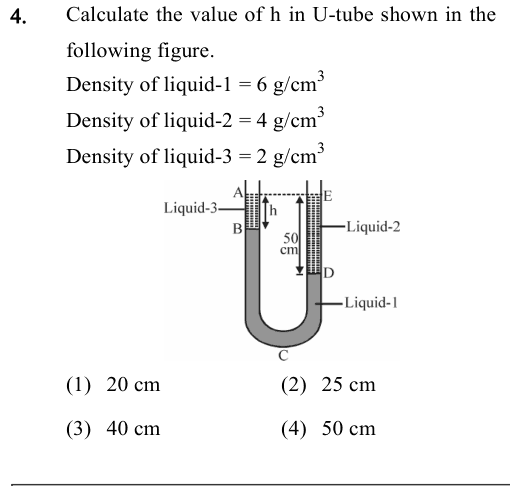 4. Calculate the value of h in U-tube shown in the
following figure.
Density of liquid-1 = 6 g/cm³
Density of liquid-2 = 4 g/cm³
Density of liquid-3 = 2 g/cm³
A E
Liquid-3 h
B 50 cm Liquid-2
D
Liquid-1
C
(1) 20 cm (2) 25 cm
(3) 40 cm (4) 50 cm